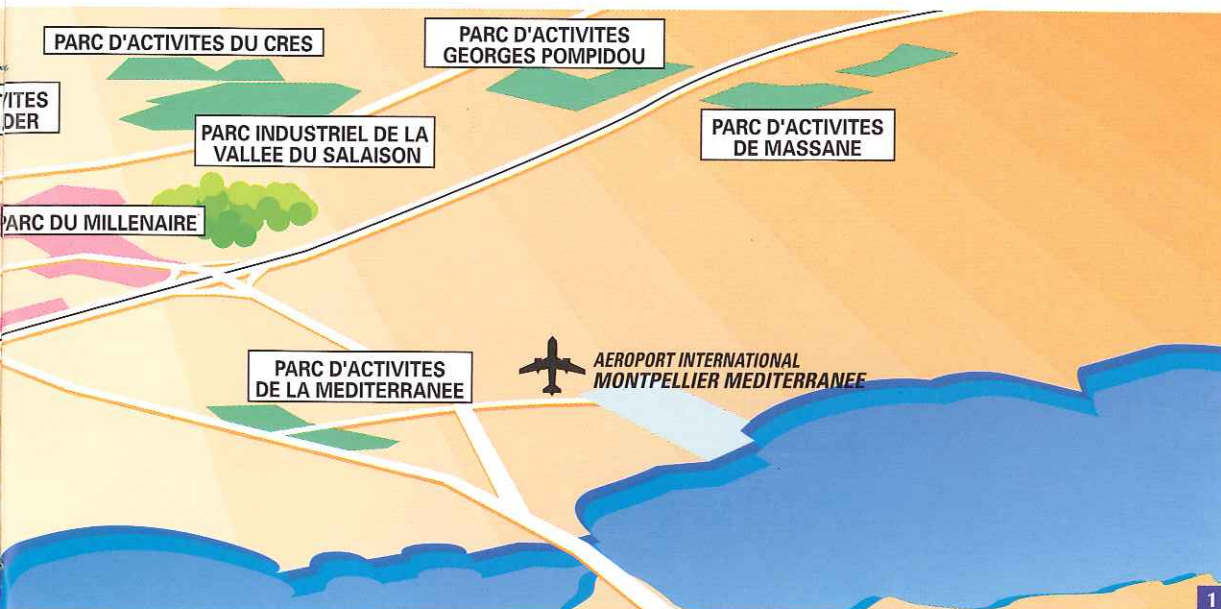 PARC D'ACTIVITES DU CRES
PARC D'ACTIVITES
GEORGES POMPIDOU
PARC INDUSTRIEL DE LA
VALLEE DU SALAISON
PARC D'ACTIVITES
DE MASSANE
PARC DU MILLENAIRE
PARC D'ACTIVITES
DE LA MEDITERRANEE
AEROPORT INTERNATIONAL
MONTPELLIER MEDITERRANEE
1